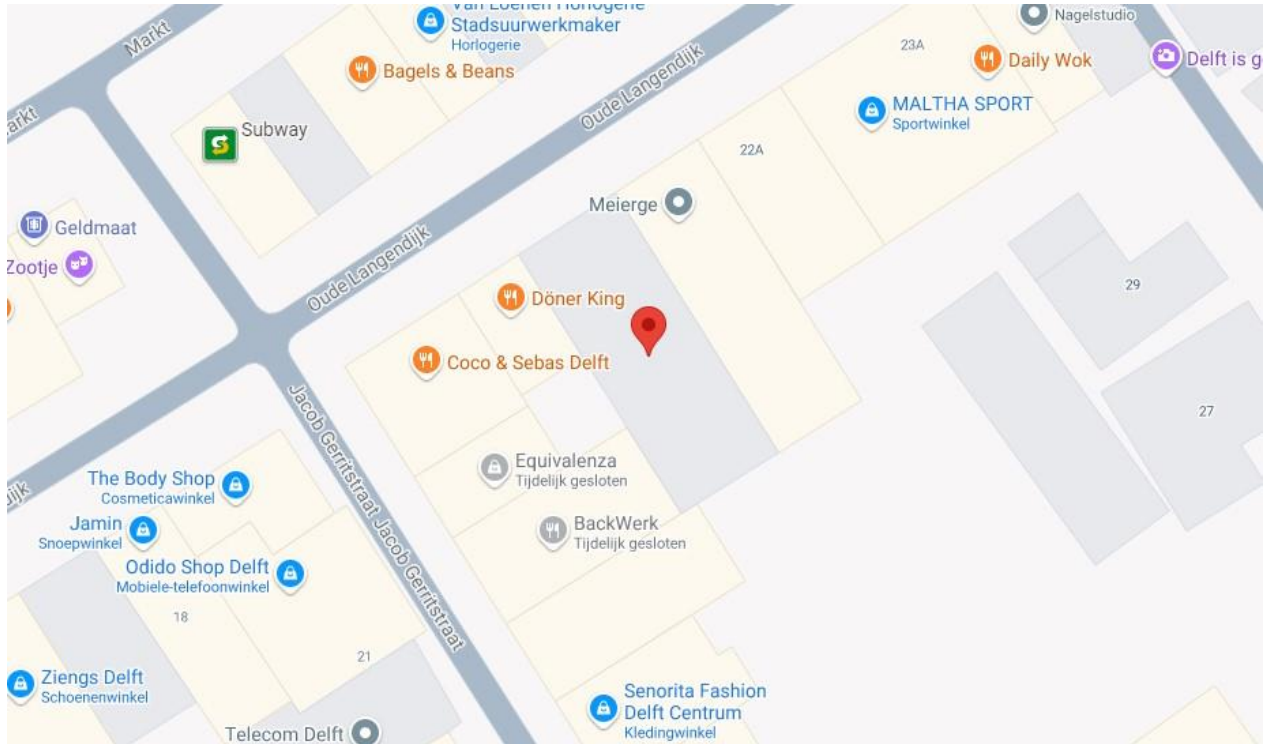 Van Loenen Horlogerie
Stadsuurwerkmaker
Horlogerie
Nagelstudio
Markt
23A
Daily Wok
Delft is g
Bagels & Beans
Oude Langendijk
MALTHA SPORT
Sportwinkel
arkt
Subway
22A
Meierge
Geldmaat
Zootje
Oude Langendijk
29
Döner King
Coco & Sebas Delft
27
Jacob Gerritstraat
Equivalenza
Tijdelijk gesloten
The Body Shop
Cosmeticawinkel
dijk
Jamin
Snoepwinkel
BackWerk
Tijdelijk gesloten
Odido Shop Delft
Mobiele-telefoonwinkel
Jacob Gerritstraat
18
21
Ziengs Delft
Schoenenwinkel
Senorita Fashion
Delft Centrum
Kledingwinkel
Telecom Delft